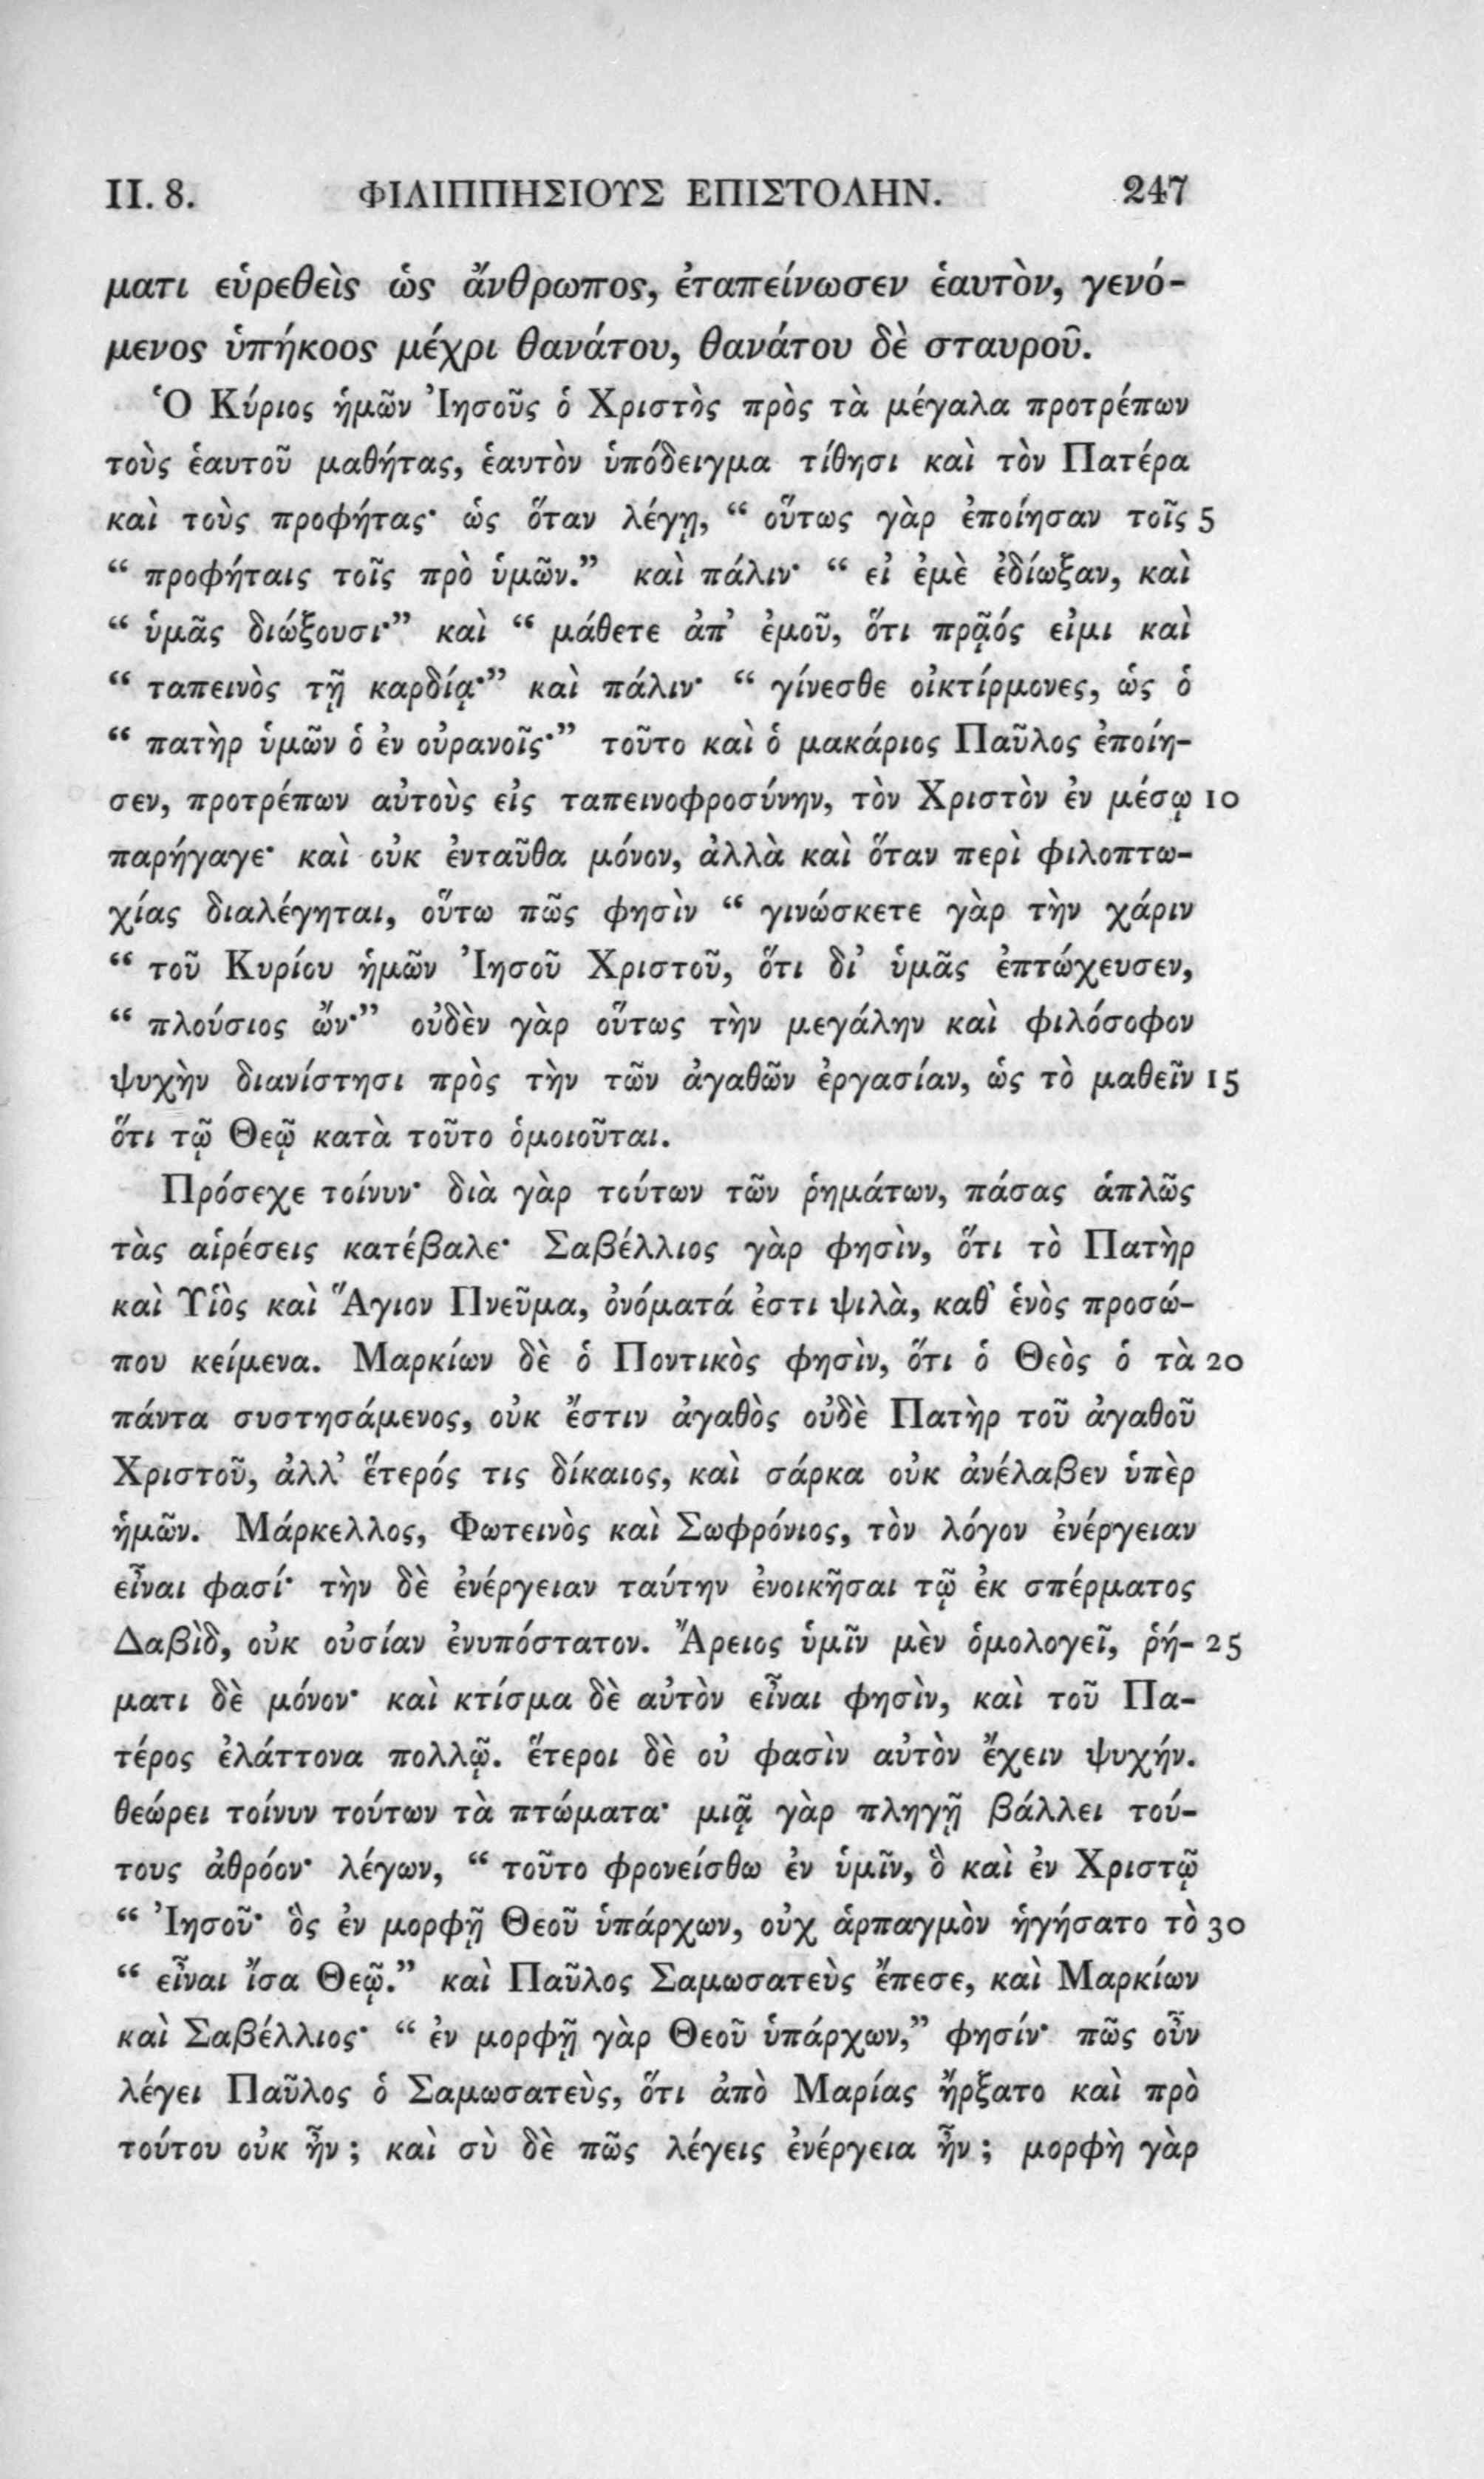 II. 8. ΦΙΛΙΠΠΗΣΙΟΥΣ ΕΠΙΣΤΟΛΗΝ. 247
ματι εὑρεθεὶς ὡς ἄνθρωπος, ἐταπείνωσεν ἑαυτὸν, γενό-
μενος ὑπήκοος μέχρι θανάτου, θανάτου δὲ σταυροῦ.
Ὁ Κύριος ἡμῶν Ἰησοῦς ὁ Χριστὸς πρὸς τὰ μέγαλα προτρέπων
τοὺς ἑαυτοῦ μαθήτας, ἑαυτὸν ὑπόδειγμα τίθησι καὶ τὸν Πατέρα
καὶ τοὺς προφήτας· ὡς ὅταν λέγῃ, “ οὕτως γὰρ ἐποίησαν τοῖς 5
“ προφήταις τοῖς πρὸ ὑμῶν.” καὶ πάλιν· “ εἰ ἐμὲ ἐδίωξαν, καὶ
“ ὑμᾶς διώξουσι·” καὶ “ μάθετε ἀπ’ ἐμοῦ, ὅτι πρᾷός εἰμι καὶ
“ ταπεινὸς τῇ καρδίᾳ·” καὶ πάλιν· “ γίνεσθε οἰκτίρμονες, ὡς ὁ
“ πατὴρ ὑμῶν ὁ ἐν οὐρανοῖς·” τοῦτο καὶ ὁ μακάριος Παῦλος ἐποίη-
σεν, προτρέπων αὐτοὺς εἰς ταπεινοφροσύνην, τὸν Χριστὸν ἐν μέσῳ 10
παρήγαγε· καὶ οὐκ ἐνταῦθα μόνον, ἀλλὰ καὶ ὅταν περὶ φιλοπτω-
χίας διαλέγηται, οὕτω πῶς φησὶν “ γινώσκετε γὰρ τὴν χάριν
“ τοῦ Κυρίου ἡμῶν Ἰησοῦ Χριστοῦ, ὅτι δι’ ὑμᾶς ἐπτώχευσεν,
“ πλούσιος ὤν·” οὐδὲν γὰρ οὕτως τὴν μεγάλην καὶ φιλόσοφον
ψυχὴν διανίστησι πρὸς τὴν τῶν ἀγαθῶν ἐργασίαν, ὡς τὸ μαθεῖν 15
ὅτι τῷ Θεῷ κατὰ τοῦτο ὁμοιοῦται.
Πρόσεχε τοίνυν· διὰ γὰρ τούτων τῶν ῥημάτων, πάσας ἁπλῶς
τὰς αἱρέσεις κατέβαλε· Σαβέλλιος γὰρ φησὶν, ὅτι τὸ Πατὴρ
καὶ Υἱὸς καὶ Ἅγιον Πνεῦμα, ὀνόματά ἐστι ψιλὰ, καθ’ ἑνὸς προσώ-
που κείμενα. Μαρκίων δὲ ὁ Ποντικὸς φησὶν, ὅτι ὁ Θεὸς ὁ τὰ 20
πάντα συστησάμενος, οὐκ ἔστιν ἀγαθὸς οὐδὲ Πατὴρ τοῦ ἀγαθοῦ
Χριστοῦ, ἀλλ’ ἕτερός τις δίκαιος, καὶ σάρκα οὐκ ἀνέλαβεν ὑπὲρ
ἡμῶν. Μάρκελλος, Φωτεινὸς καὶ Σωφρόνιος, τὸν λόγον ἐνέργειαν
εἶναι φασί· τὴν δὲ ἐνέργειαν ταύτην ἐνοικῆσαι τῷ ἐκ σπέρματος
Δαβὶδ, οὐκ οὐσίαν ἐνυπόστατον. Ἄρειος ὑμῖν μὲν ὁμολογεῖ, ῥή- 25
ματι δὲ μόνον· καὶ κτίσμα δὲ αὐτὸν εἶναι φησὶν, καὶ τοῦ Πα-
τέρος ἐλάττονα πολλῷ. ἕτεροι δὲ οὐ φασὶν αὐτὸν ἔχειν ψυχήν.
θεώρει τοίνυν τούτων τὰ πτώματα· μιᾷ γὰρ πληγῇ βάλλει τού-
τους ἀθρόον· λέγων, “ τοῦτο φρονείσθω ἐν ὑμῖν, ὃ καὶ ἐν Χριστῷ
“ Ἰησοῦ· ὃς ἐν μορφῇ Θεοῦ ὑπάρχων, οὐχ ἁρπαγμὸν ἡγήσατο τὸ 30
“ εἶναι ἴσα Θεῷ.” καὶ Παῦλος Σαμωσατεὺς ἔπεσε, καὶ Μαρκίων
καὶ Σαβέλλιος· “ ἐν μορφῇ γὰρ Θεοῦ ὑπάρχων,” φησίν· πῶς οὖν
λέγει Παῦλος ὁ Σαμωσατεὺς, ὅτι ἀπὸ Μαρίας ἤρξατο καὶ πρὸ
τούτου οὐκ ἦν ; καὶ σὺ δὲ πῶς λέγεις ἐνέργεια ἦν ; μορφὴ γὰρ